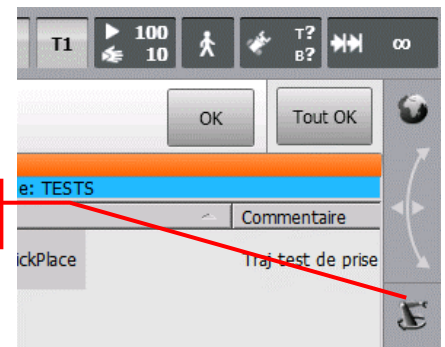 T1
100
10
T?
B?
∞
OK
Tout OK
e: TESTS
Commentaire
ickPlace
Traj test de prise